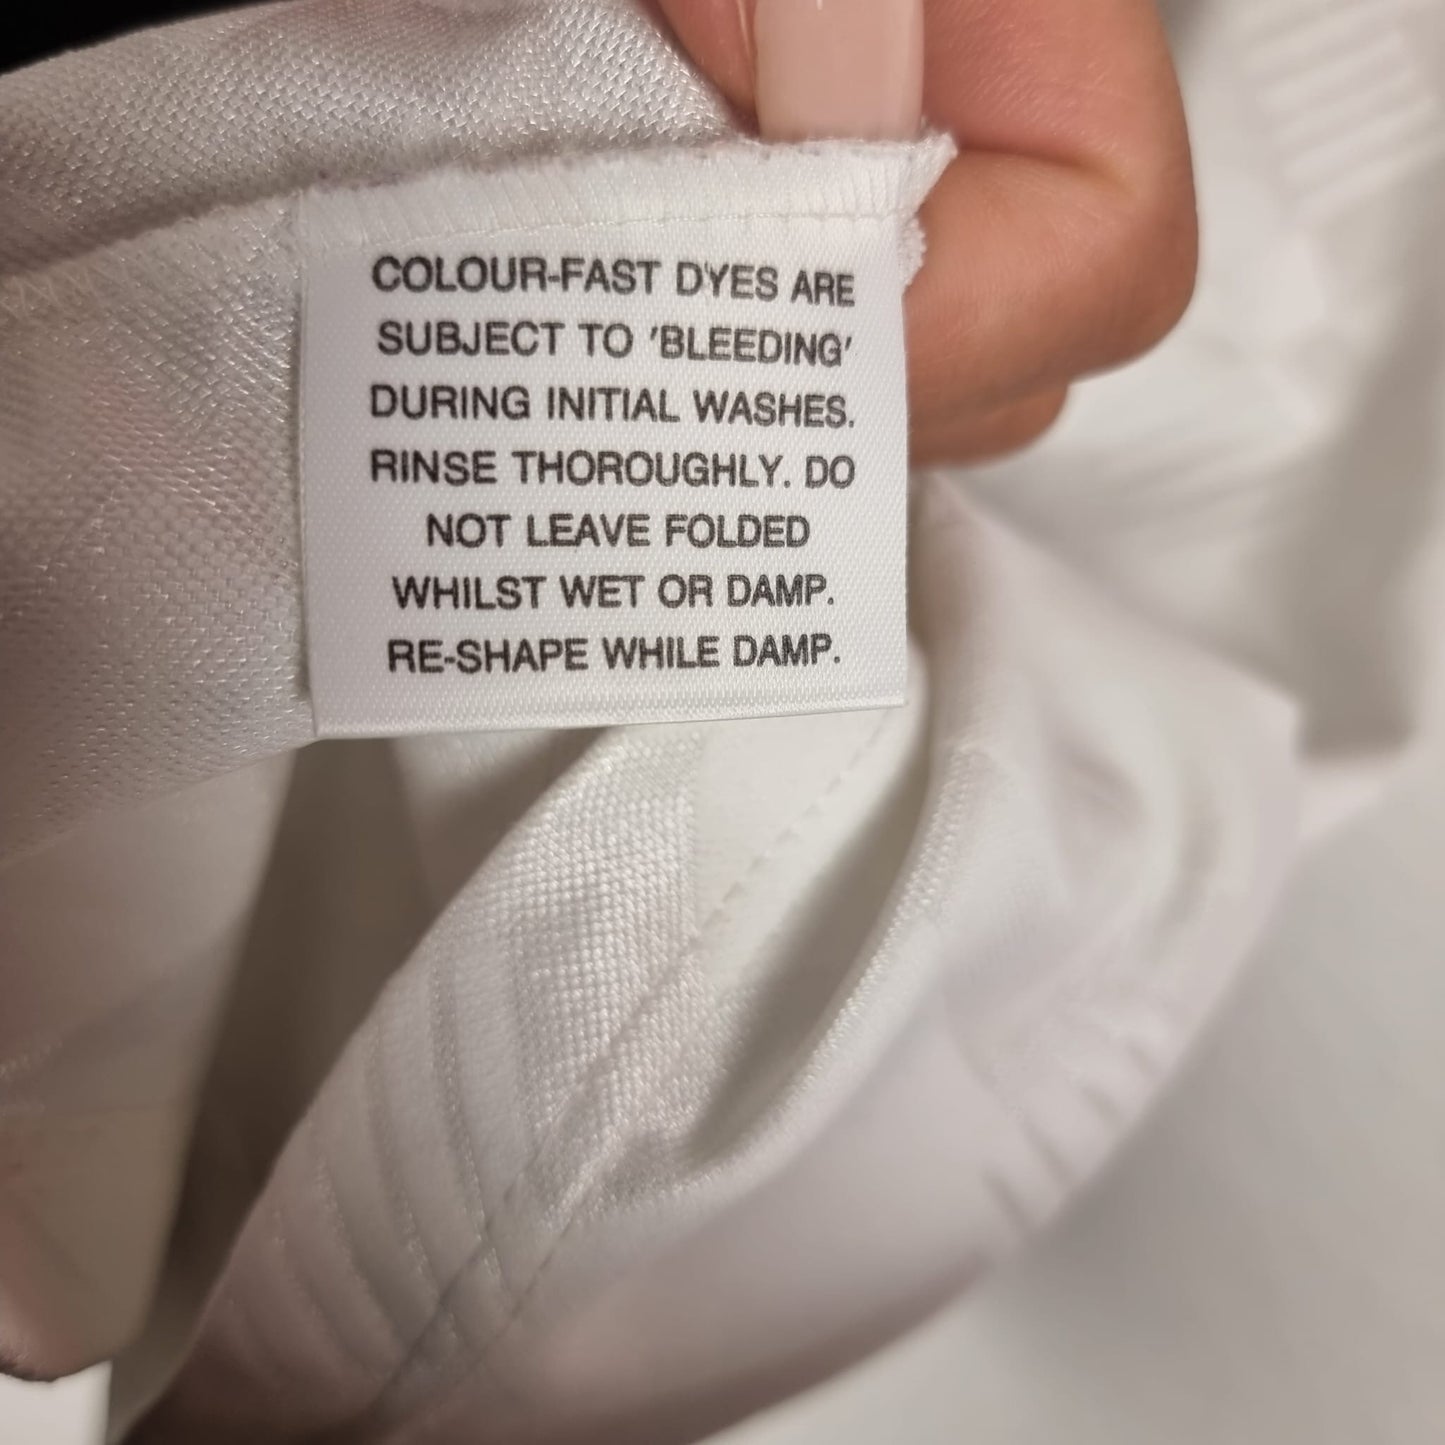 COLOUR-FAST DYES ARE
SUBJECT TO 'BLEEDING'
DURING INITIAL WASHES.
RINSE THOROUGHLY. DO
NOT LEAVE FOLDED
WHILST WET OR DAMP.
RE-SHAPE WHILE DAMP.